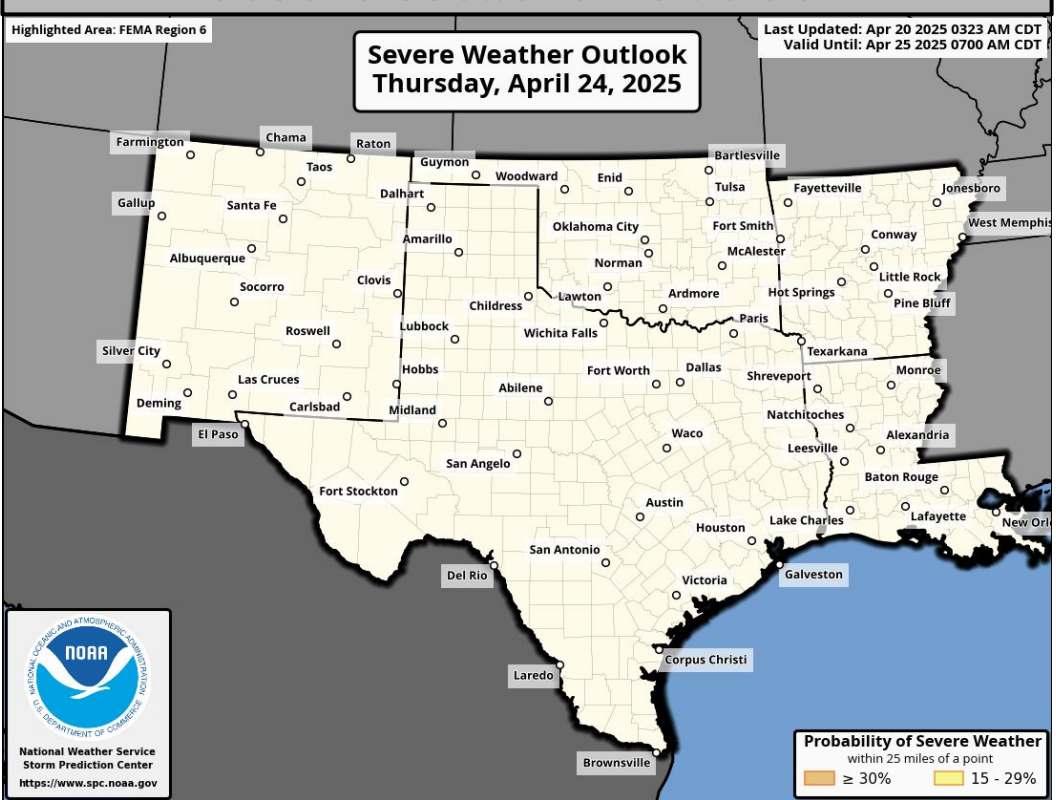 Highlighted Area: FEMA Region 6
Severe Weather Outlook
Thursday, April 24, 2025
Last Updated: Apr 20 2025 0323 AM CDT
Valid Until: Apr 25 2025 0700 AM CDT
Farmington
Chama
Raton
Taos
Guymon
Woodward
Enid
Bartlesville
Tulsa
Fayetteville
Jonesboro
Gallup
Santa Fe
Dalhart
Oklahoma City
Fort Smith
West Memphis
Albuquerque
Amarillo
Norman
McAlester
Conway
Socorro
Clovis
Childress
Lawton
Ardmore
Hot Springs
Little Rock
Pine Bluff
Roswell
Lubbock
Wichita Falls
Paris
Texarkana
Silver City
Las Cruces
Hobbs
Abilene
Fort Worth
Dallas
Shreveport
Monroe
Deming
Carlsbad
Midland
Natchitoches
El Paso
Waco
Leesville
Alexandria
San Angelo
Fort Stockton
Baton Rouge
Austin
Houston
Lake Charles
Lafayette
New Orl
San Antonio
Del Rio
Victoria
Galveston
Laredo
Corpus Christi
Brownsville
NATIONAL OCEANIC AND ATMOSPHERIC ADMINISTRATION
NOAA
U.S. DEPARTMENT OF COMMERCE
National Weather Service
Storm Prediction Center
https://www.spc.noaa.gov
Probability of Severe Weather
within 25 miles of a point
≥ 30%
15 - 29%